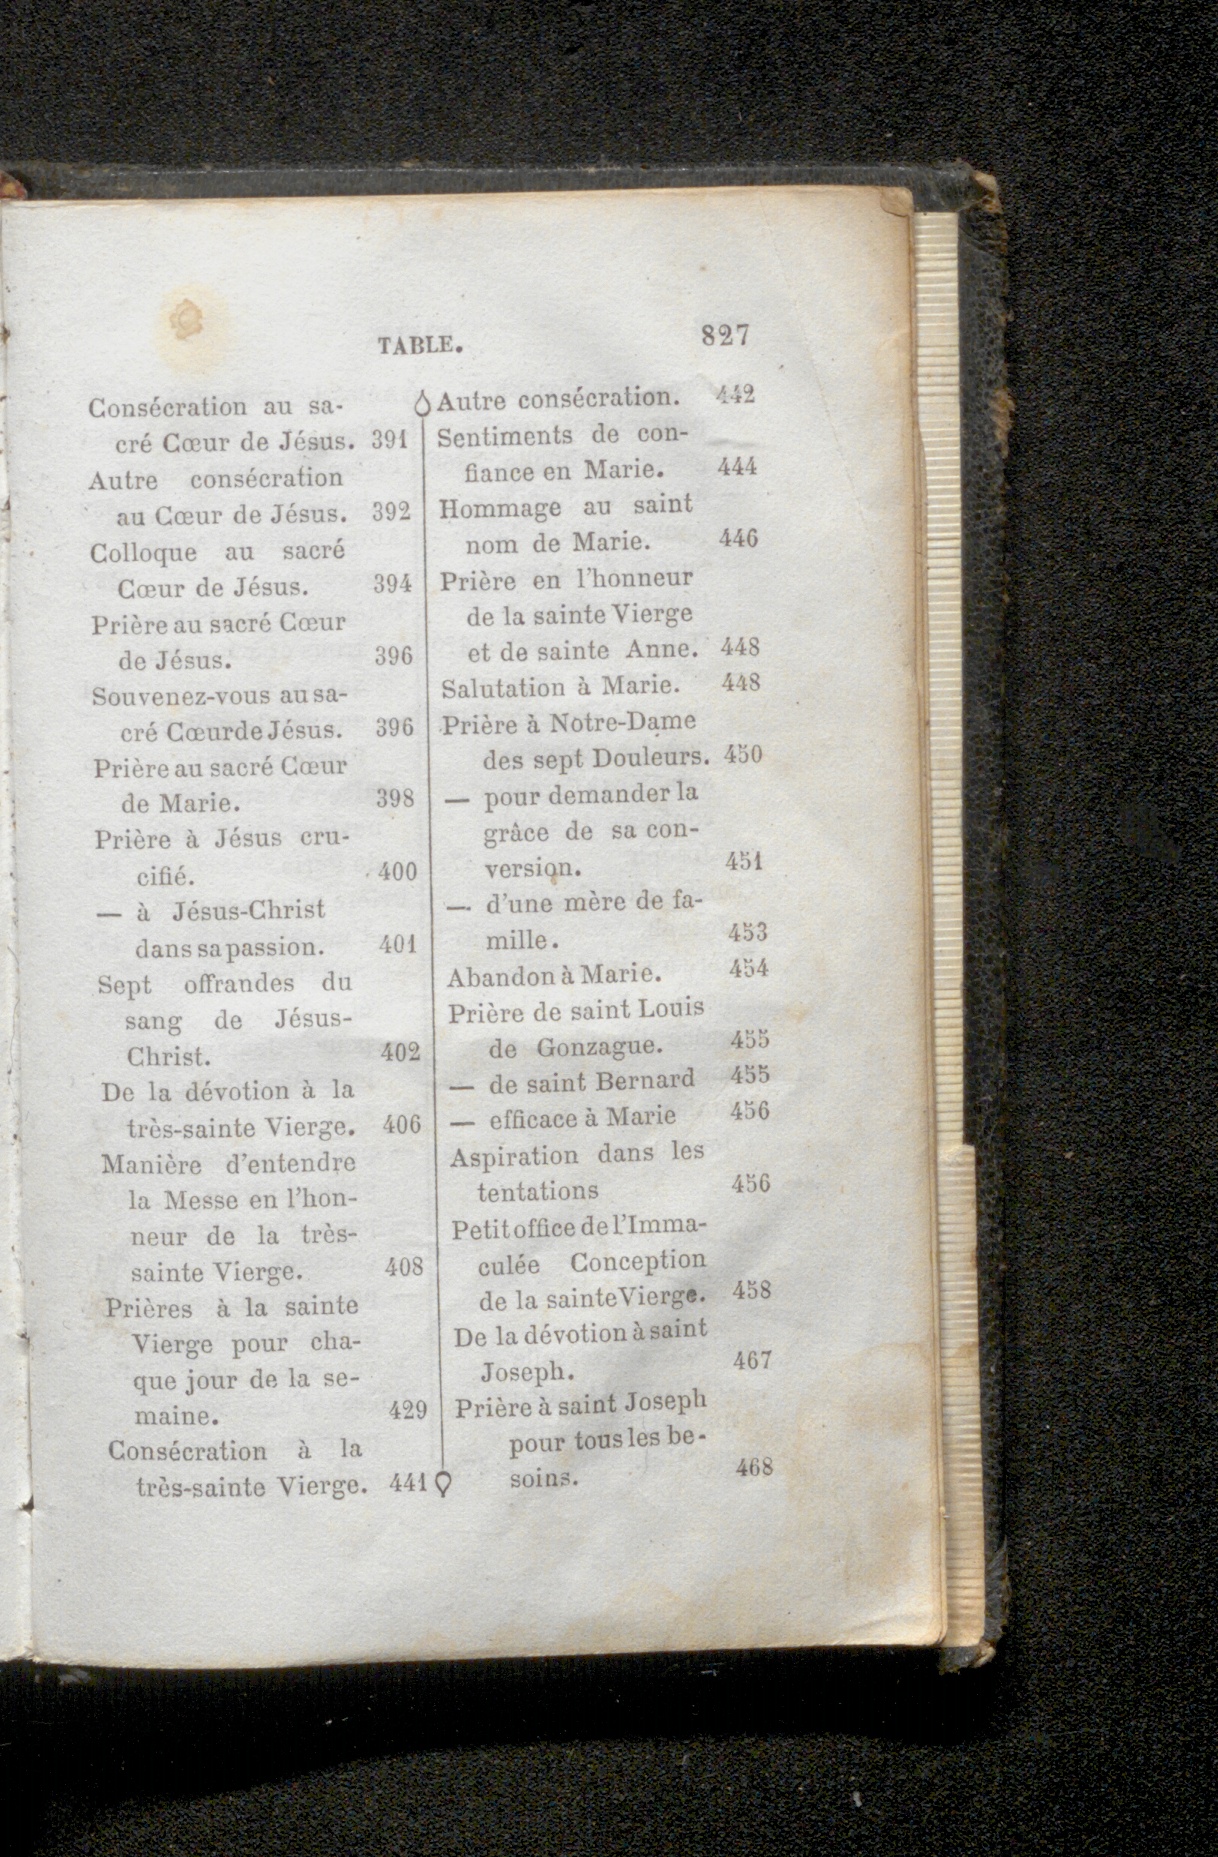 TABLE. 827
Consécration au sa-
cré Cœur de Jésus. 391
Autre consécration
au Cœur de Jésus. 392
Colloque au sacré
Cœur de Jésus. 394
Prière au sacré Cœur
de Jésus. 396
Souvenez-vous au sa-
cré Cœur de Jésus. 396
Prière au sacré Cœur
de Marie. 398
Prière à Jésus cru-
cifié. 400
— à Jésus-Christ
dans sa passion. 401
Sept offrandes du
sang de Jésus-
Christ. 402
De la dévotion à la
très-sainte Vierge. 406
Manière d'entendre
la Messe en l'hon-
neur de la très-
sainte Vierge. 408
Prières à la sainte
Vierge pour cha-
que jour de la se-
maine. 429
Consécration à la
très-sainte Vierge. 441
Autre consécration. 442
Sentiments de con-
fiance en Marie. 444
Hommage au saint
nom de Marie. 446
Prière en l'honneur
de la sainte Vierge
et de sainte Anne. 448
Salutation à Marie. 448
Prière à Notre-Dame
des sept Douleurs. 450
— pour demander la
grâce de sa con-
version. 451
— d'une mère de fa-
mille. 453
Abandon à Marie. 454
Prière de saint Louis
de Gonzague. 455
— de saint Bernard 455
— efficace à Marie 456
Aspiration dans les
tentations 456
Petit office de l'Imma-
culée Conception
de la sainte Vierge. 458
De la dévotion à saint
Joseph. 467
Prière à saint Joseph
pour tous les be-
soins. 468